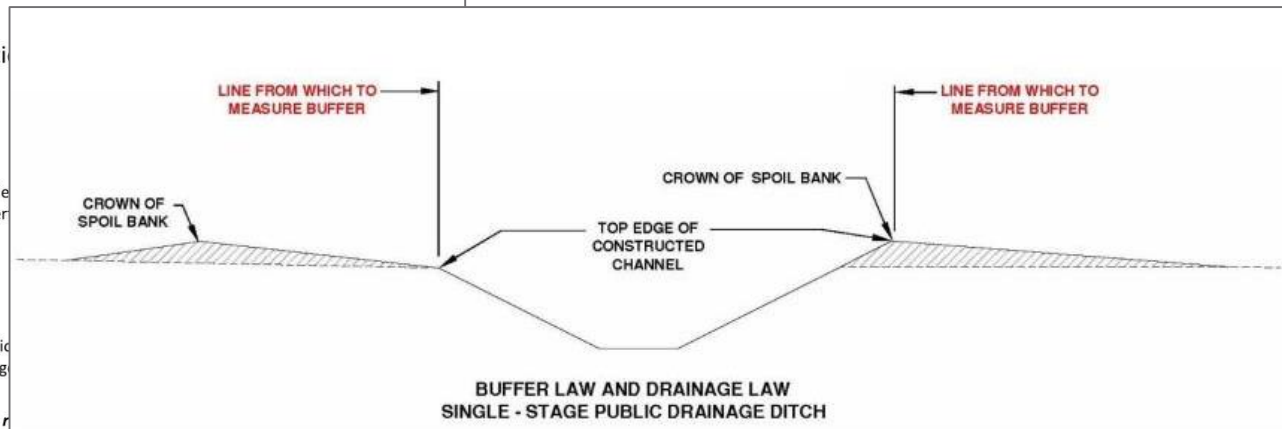 LINE FROM WHICH TO
MEASURE BUFFER
LINE FROM WHICH TO
MEASURE BUFFER
CROWN OF SPOIL BANK
CROWN OF
SPOIL BANK
TOP EDGE OF
CONSTRUCTED
CHANNEL
BUFFER LAW AND DRAINAGE LAW
SINGLE - STAGE PUBLIC DRAINAGE DITCH